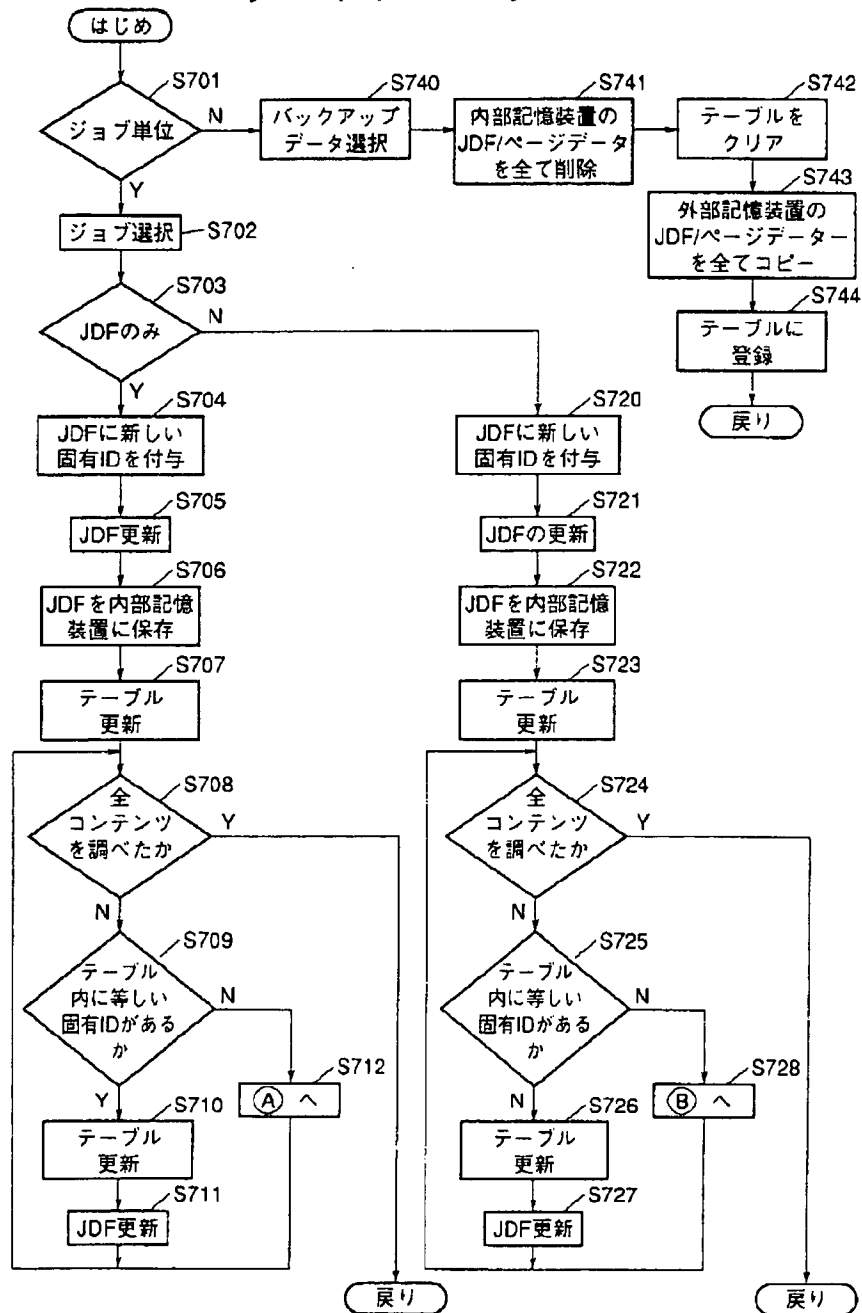 はじめ
S701
ジョブ単位
N
Y
S740
バックアップ
データ選択
S741
内部記憶装置の
JDF/ページデータ
を全て削除
S742
テーブルを
クリア
S743
外部記憶装置の
JDF/ページデーター
を全てコピー
S744
テーブルに
登録
戻り
ジョブ選択
S702
S703
JDFのみ
N
Y
S704
JDFに新しい
固有IDを付与
S705
JDF更新
S706
JDFを内部記憶
装置に保存
S707
テーブル
更新
S708
全
コンテンツ
を調べたか
Y
N
S709
テーブル
内に等しい
固有IDがある
か
N
Y
S712
Ⓐ へ
S710
テーブル
更新
S711
JDF更新
戻り
S720
JDFに新しい
固有IDを付与
S721
JDFの更新
S722
JDFを内部記憶
装置に保存
S723
テーブル
更新
S724
全
コンテンツ
を調べたか
Y
N
S725
テーブル
内に等しい
固有IDがある
か
N
N
S728
Ⓑ へ
S726
テーブル
更新
S727
JDF更新
戻り